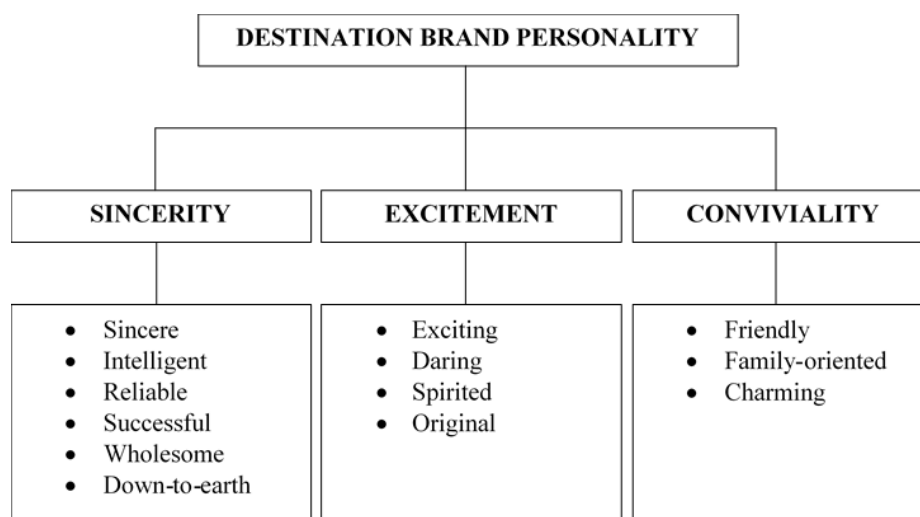 DESTINATION BRAND PERSONALITY
SINCERITY
EXCITEMENT
CONVIVIALITY
• Sincere
• Intelligent
• Reliable
• Successful
• Wholesome
• Down-to-earth
• Exciting
• Daring
• Spirited
• Original
• Friendly
• Family-oriented
• Charming